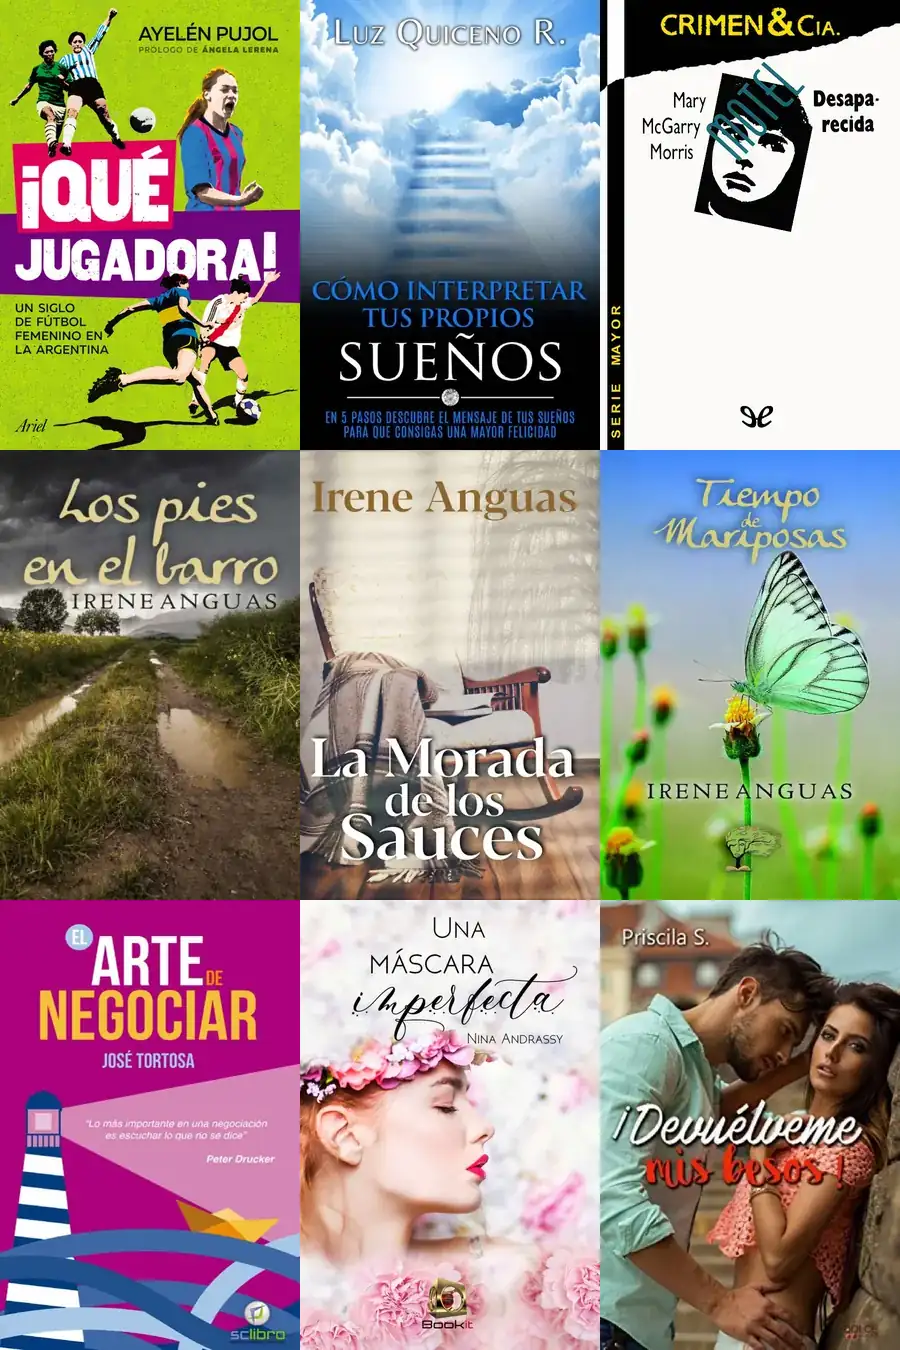 AYELÉN PUJOL
PRÓLOGO DE ÁNGELA LERENA
¡QUÉ
JUGADORA!
UN SIGLO
DE FÚTBOL
FEMENINO EN
LA ARGENTINA
Ariel
LUZ QUICENO R.
CÓMO INTERPRETAR
TUS PROPIOS
SUEÑOS
EN 5 PASOS DESCUBRE EL MENSAJE DE TUS SUEÑOS
PARA QUE CONSIGAS UNA MAYOR FELICIDAD
CRIMEN & CIA.
Mary
McGarry
Morris
MOTEL
Desapa-
recida
SERIE MAYOR
Los pies
en el barro
IRENE ANGUAS
Irene Anguas
La Morada
de los
Sauces
Tiempo
de
Mariposas
IRENE ANGUAS
EL
ARTE
DE
NEGOCIAR
JOSÉ TORTOSA
"Lo más importante en una negociación
es escuchar lo que no se dice"
Peter Drucker
sclibro
UNA
MÁSCARA
imperfecta
NINA ANDRASSY
Bookit
Priscila S.
¡Devuélveme
mis besos!